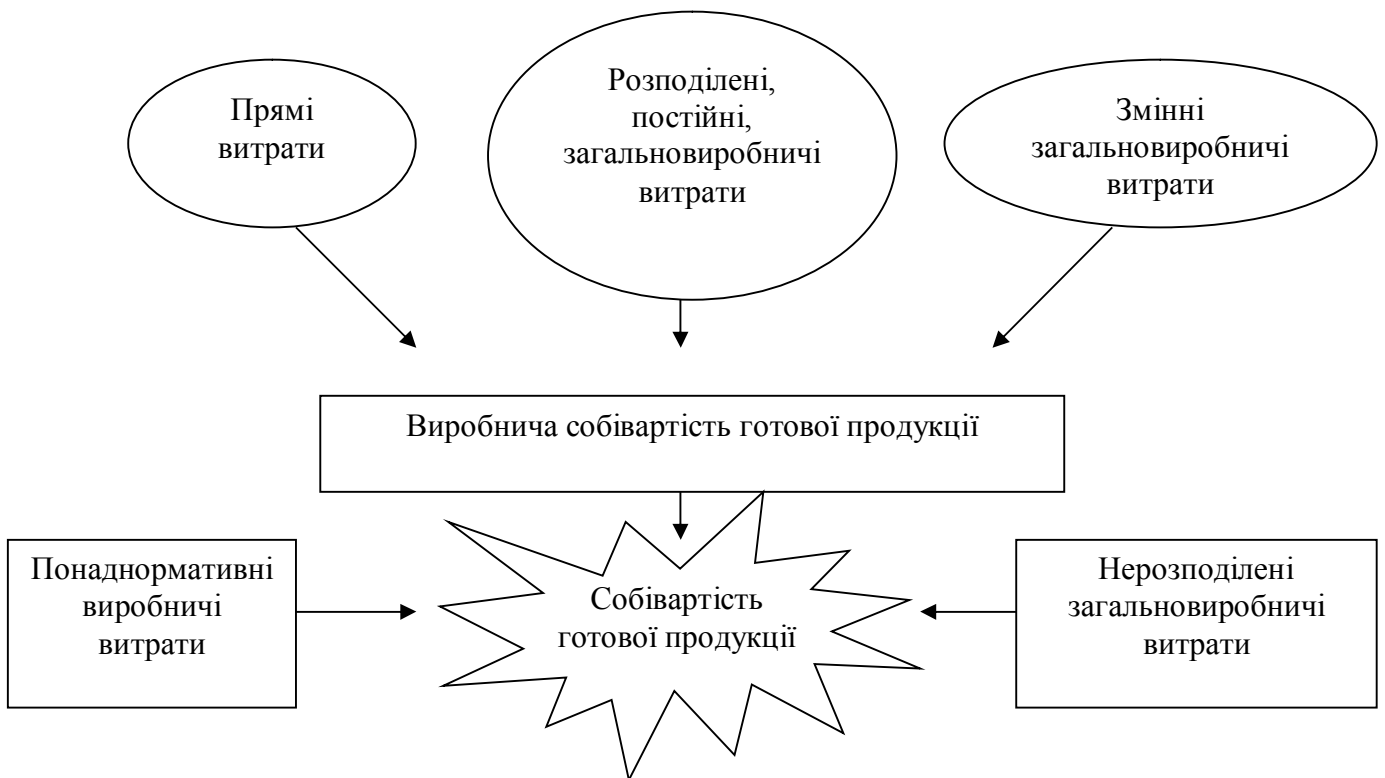 Прямі
витрати
Розподілені,
постійні,
загальновиробничі
витрати
Змінні
загальновиробничі
витрати
Виробнича собівартість готової продукції
Понаднормативні
виробничі
витрати
Собівартість
готової продукції
Нерозподілені
загальновиробничі
витрати